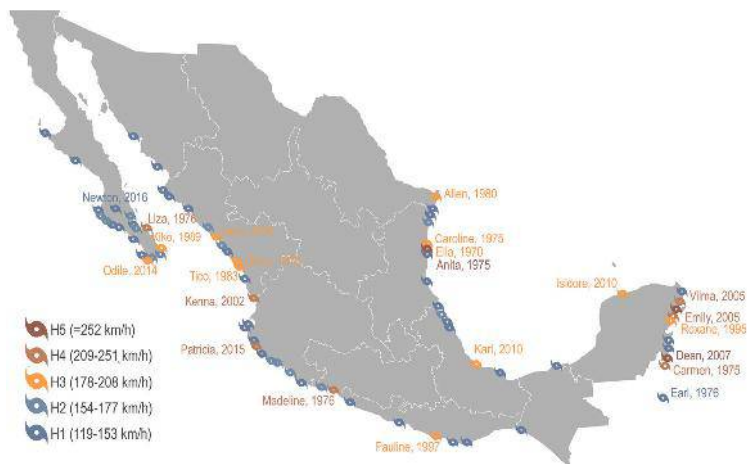 Allen, 1980
Newton, 2016
Liza, 1976
Kiko, 1989
Odile, 2014
Tico, 1983
Kenna, 2002
Caroline, 1975
Ella, 1970
Anita, 1975
Isidore, 2010
Vilma, 2005
Emily, 2005
Roxane, 1995
Patricia, 2015
Karl, 2010
Dean, 2007
Carmen, 1975
Madeline, 1976
Earl, 1976
Pauline, 1997
H5 (=252 km/h)
H4 (209-251 km/h)
H3 (178-208 km/h)
H2 (154-177 km/h)
H1 (119-153 km/h)